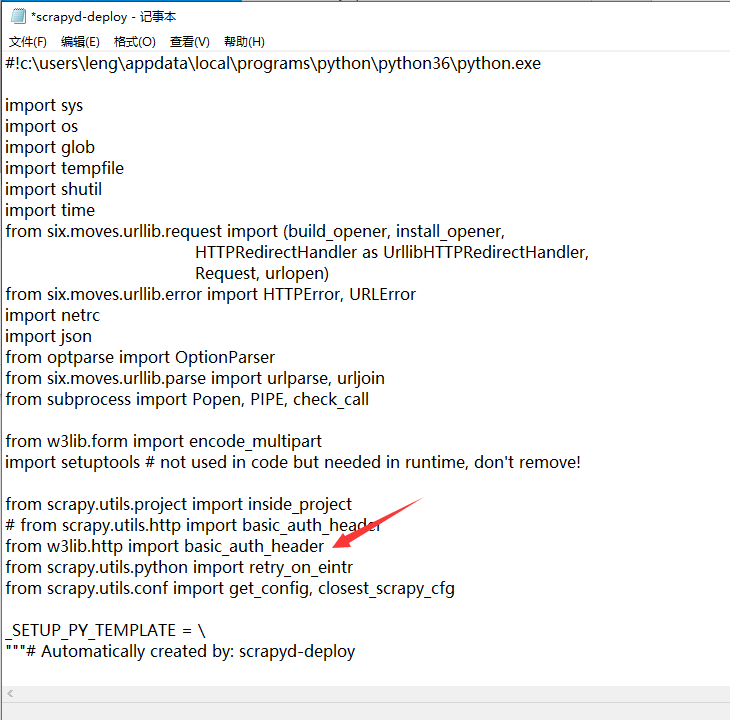 *scrapyd-deploy - 记事本
文件(F) 编辑(E) 格式(O) 查看(V) 帮助(H)
#!c:\users\leng\appdata\local\programs\python\python36\python.exe
import sys
import os
import glob
import tempfile
import shutil
import time
from six.moves.urllib.request import (build_opener, install_opener,
HTTPRedirectHandler as UrllibHTTPRedirectHandler,
Request, urlopen)
from six.moves.urllib.error import HTTPError, URLError
import netrc
import json
from optparse import OptionParser
from six.moves.urllib.parse import urlparse, urljoin
from subprocess import Popen, PIPE, check_call
from w3lib.form import encode_multipart
import setuptools # not used in code but needed in runtime, don't remove!
from scrapy.utils.project import inside_project
# from scrapy.utils.http import basic_auth_header
from w3lib.http import basic_auth_header
from scrapy.utils.python import retry_on_eintr
from scrapy.utils.conf import get_config, closest_scrapy_cfg
_SETUP_PY_TEMPLATE = \
"""# Automatically created by: scrapyd-deploy